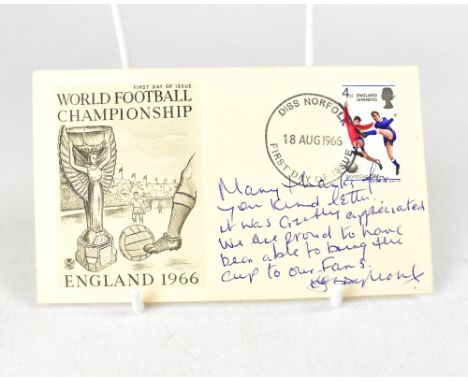 FIRST DAY OF ISSUE
WORLD FOOTBALL
CHAMPIONSHIP
ENGLAND 1966
DISS NORFOLK
18 AUG 1966
FIRST DAY OF ISSUE
4D ENGLAND
WINNERS
Many thanks for
your kind letter.
it was Greatly appreciated
we are proud to have
been able to bring the
cup to our Fans.